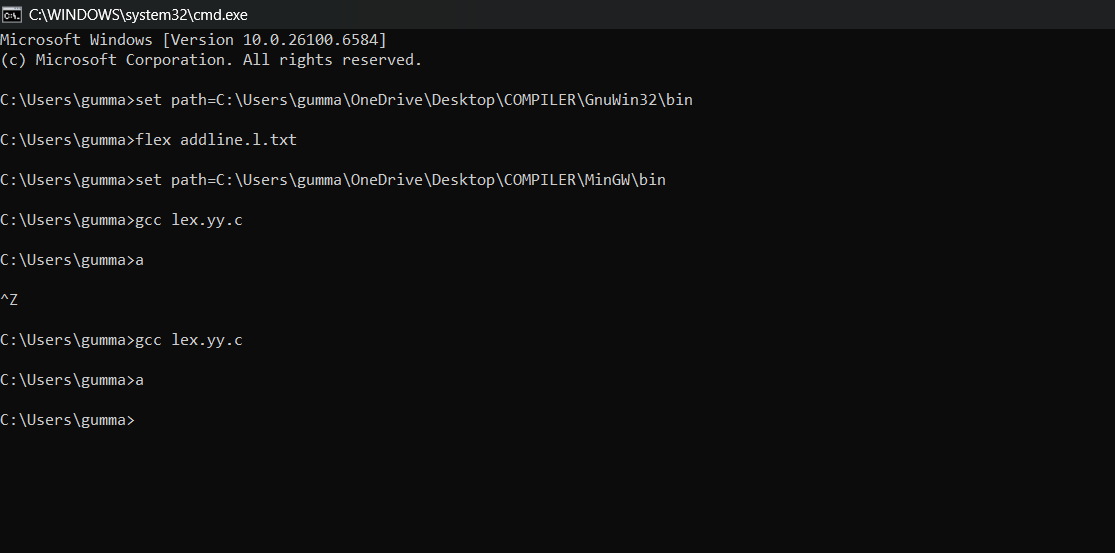 C:\WINDOWS\system32\cmd.exe
Microsoft Windows [Version 10.0.26100.6584]
(c) Microsoft Corporation. All rights reserved.
C:\Users\gumma>set path=C:\Users\gumma\OneDrive\Desktop\COMPILER\GnuWin32\bin
C:\Users\gumma>flex addline.l.txt
C:\Users\gumma>set path=C:\Users\gumma\OneDrive\Desktop\COMPILER\MinGW\bin
C:\Users\gumma>gcc lex.yy.c
C:\Users\gumma>a
^Z
C:\Users\gumma>gcc lex.yy.c
C:\Users\gumma>a
C:\Users\gumma>